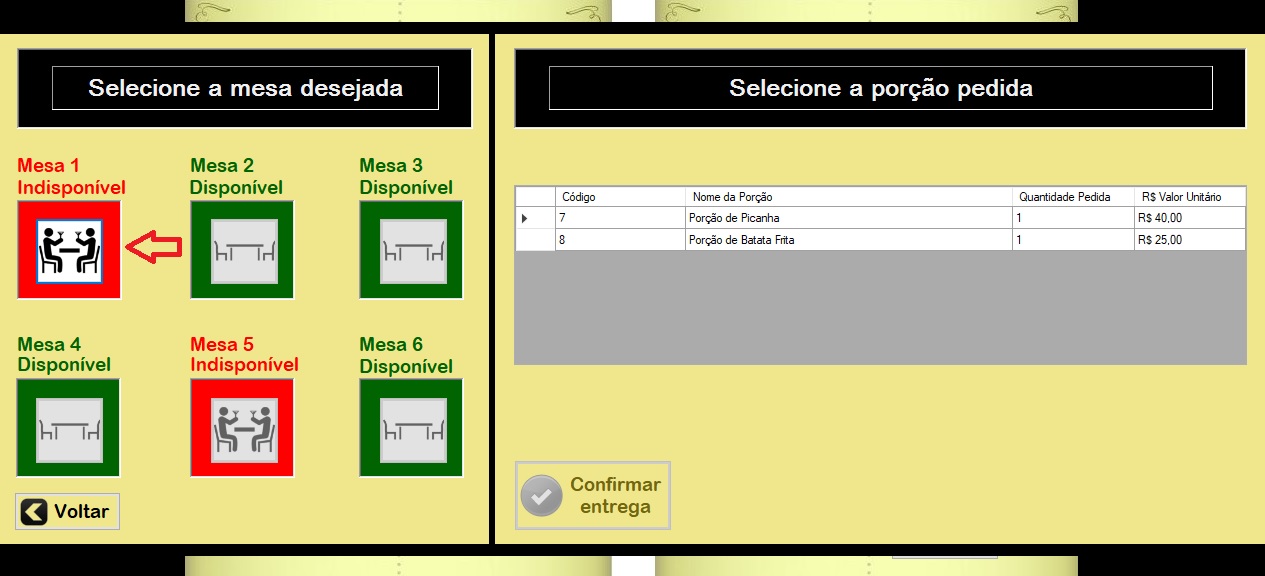 Selecione a mesa desejada
Mesa 1
Indisponível
Mesa 2
Disponível
Mesa 3
Disponível
Mesa 4
Disponível
Mesa 5
Indisponível
Mesa 6
Disponível
Voltar
Selecione a porção pedida
Código Nome da Porção Quantidade Pedida R$ Valor Unitário
7 Porção de Picanha 1 R$ 40,00
8 Porção de Batata Frita 1 R$ 25,00
Confirmar
entrega